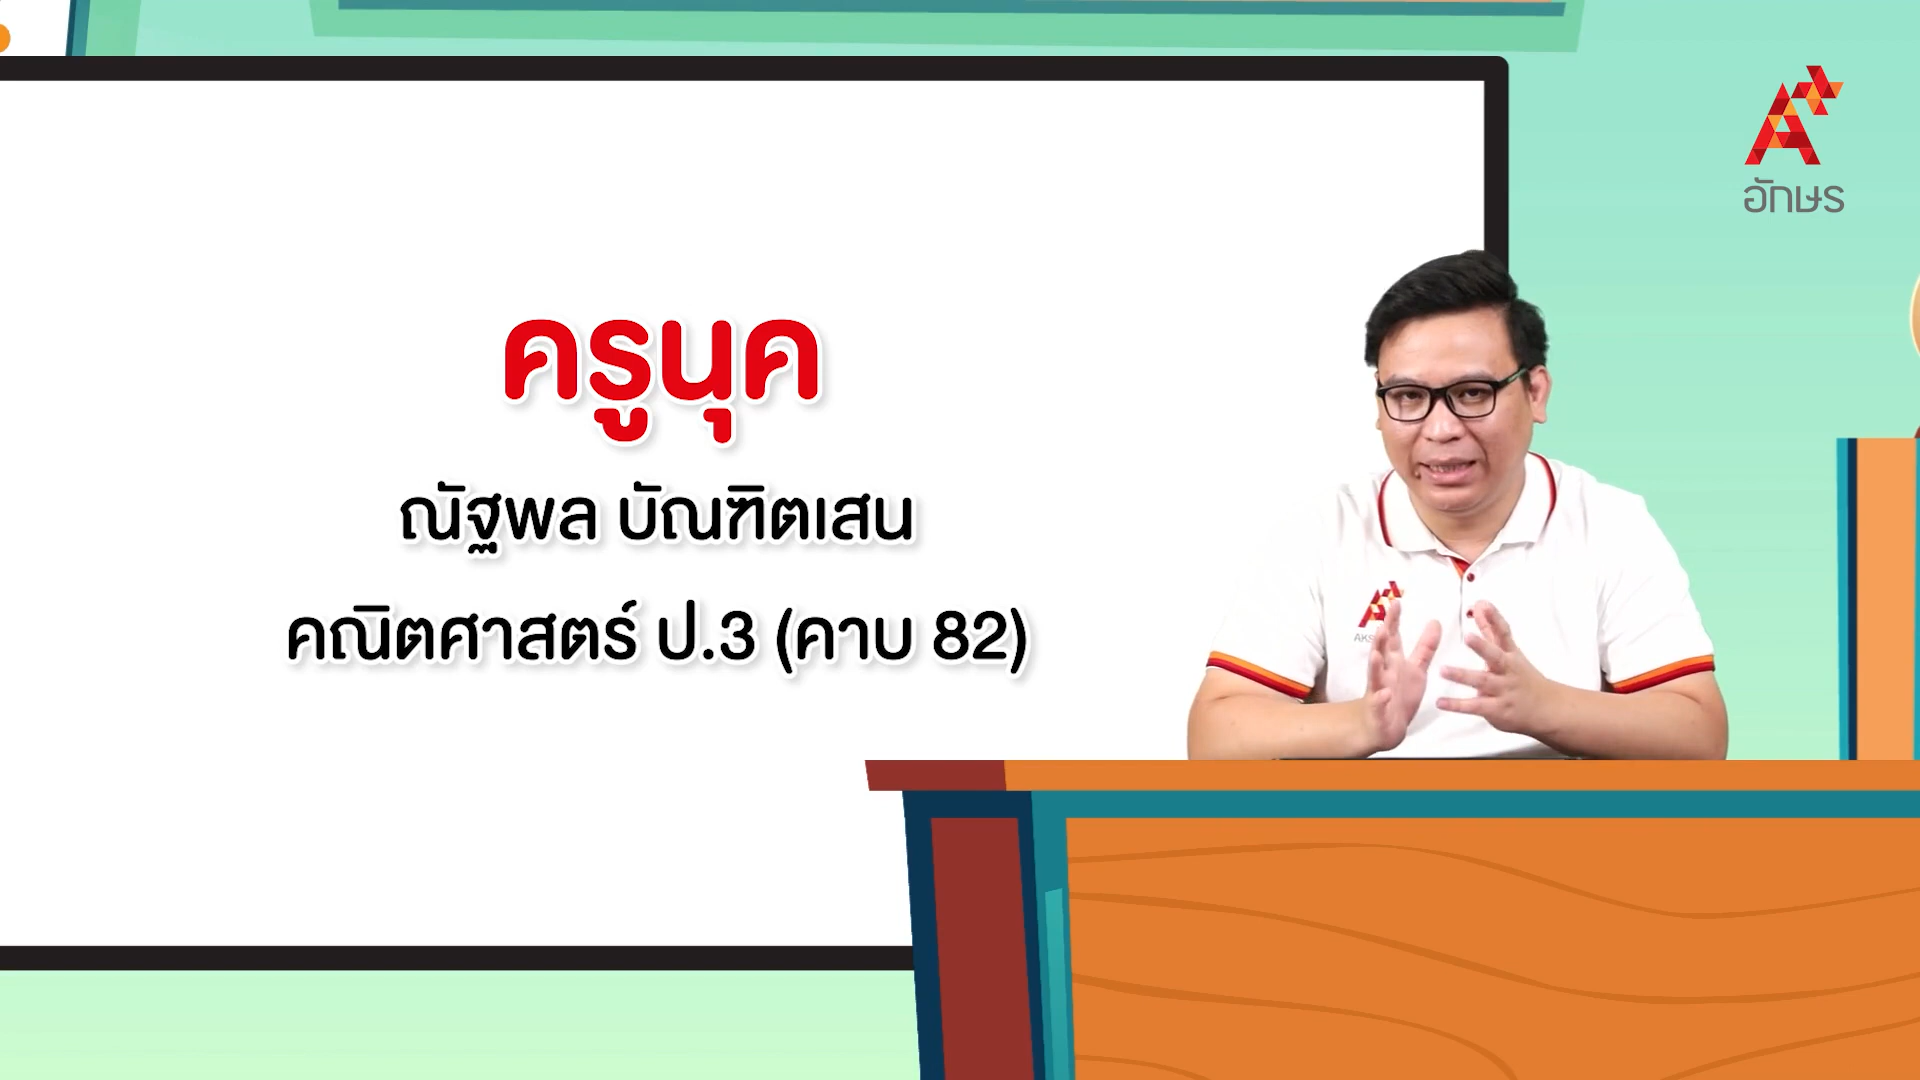 ครูนุค
ณัฐพล บัณฑิตเสน
คณิตศาสตร์ ป.3 (คาบ 82)
อักษร